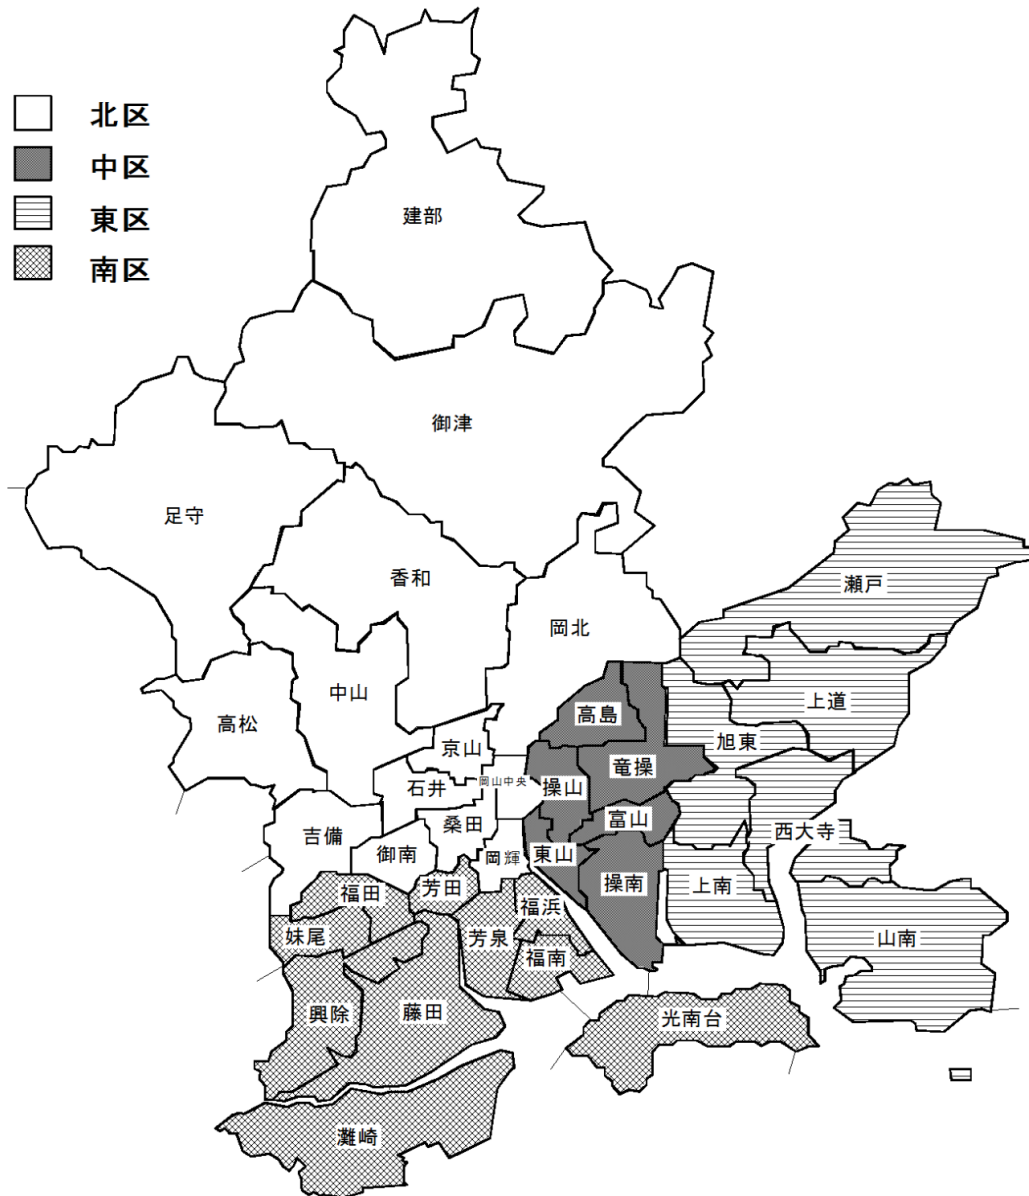 北区
中区
東区
南区
建部
御津
足守
香和
瀬戸
岡北
中山
上道
高島
高松
旭東
京山
竜操
岡山中央
石井
操山
富山
桑田
西大寺
吉備
御南
岡輝
東山
操南
上南
芳田
福田
福浜
妹尾
芳泉
山南
福南
興除
藤田
光南台
灘崎